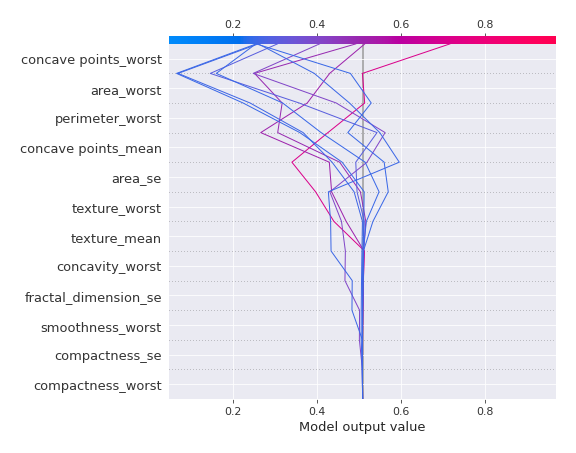 0.2 0.4 0.6 0.8
concave points_worst
area_worst
perimeter_worst
concave points_mean
area_se
texture_worst
texture_mean
concavity_worst
fractal_dimension_se
smoothness_worst
compactness_se
compactness_worst
0.2 0.4 0.6 0.8
Model output value